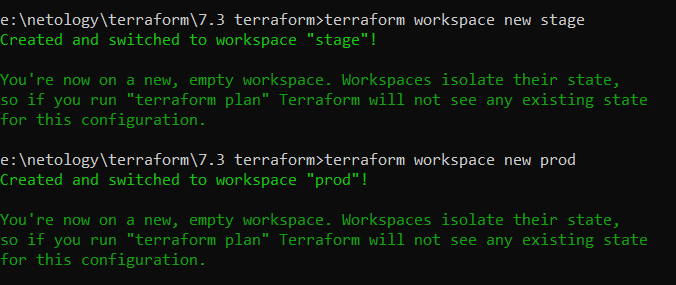 e:\netology\terraform\7.3 terraform>terraform workspace new stage
Created and switched to workspace "stage"!
You're now on a new, empty workspace. Workspaces isolate their state,
so if you run "terraform plan" Terraform will not see any existing state
for this configuration.
e:\netology\terraform\7.3 terraform>terraform workspace new prod
Created and switched to workspace "prod"!
You're now on a new, empty workspace. Workspaces isolate their state,
so if you run "terraform plan" Terraform will not see any existing state
for this configuration.